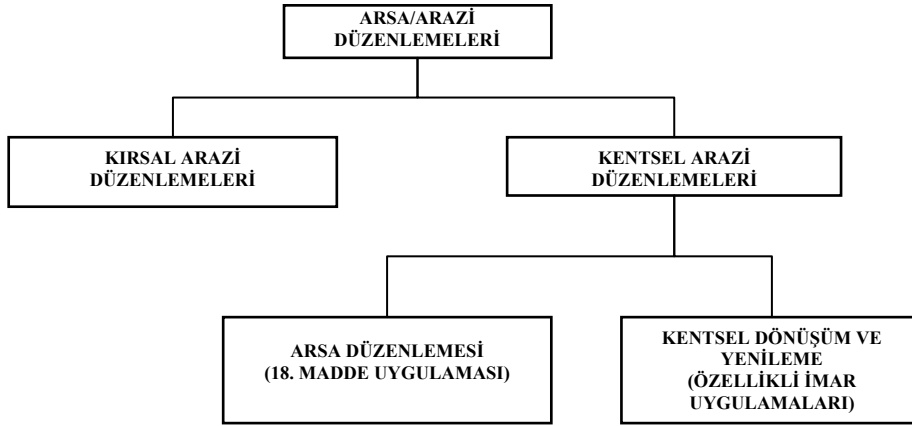 ARSA/ARAZİ
DÜZENLEMELERİ
KIRSAL ARAZİ
DÜZENLEMELERİ
KENTSEL ARAZİ
DÜZENLEMELERİ
ARSA DÜZENLEMESİ
(18. MADDE UYGULAMASI)
KENTSEL DÖNÜŞÜM VE
YENİLEME
(ÖZELLİKLİ İMAR
UYGULAMALARI)